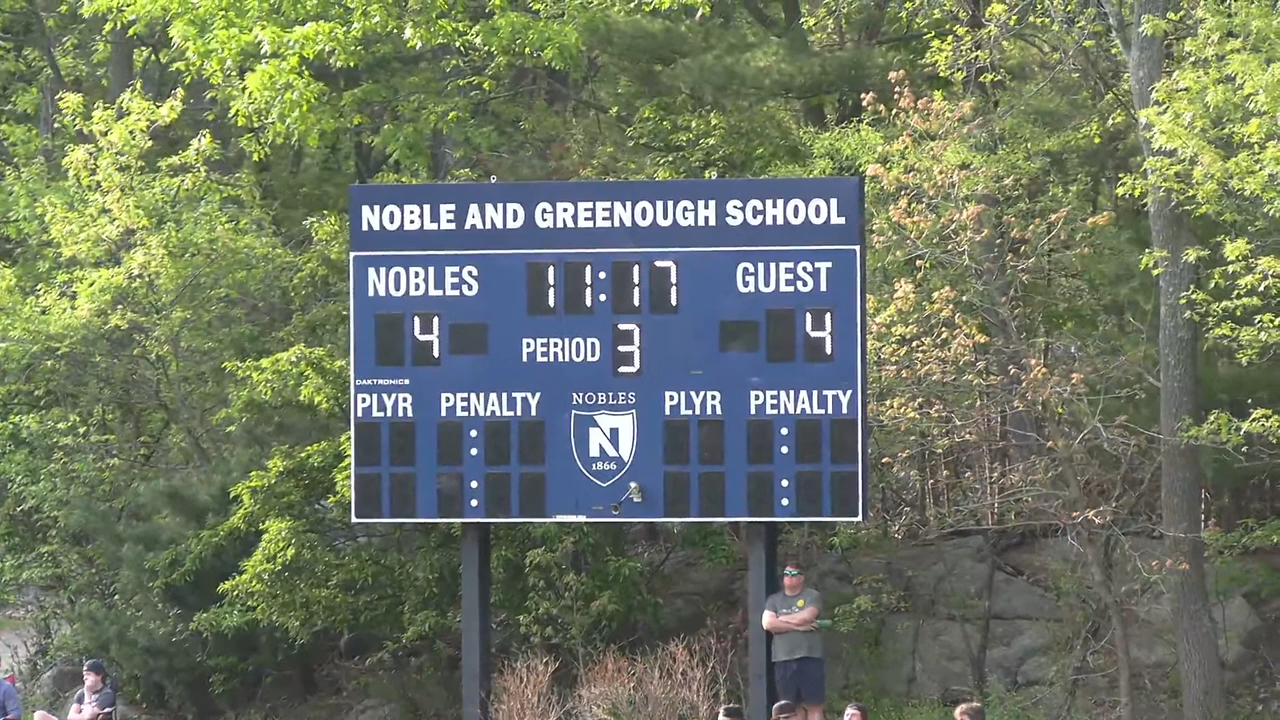 NOBLE AND GREENOUGH SCHOOL
NOBLES 11:17 GUEST
4 PERIOD 3 4
DAKTRONICS
PLYR PENALTY NOBLES PLYR PENALTY
N
1866